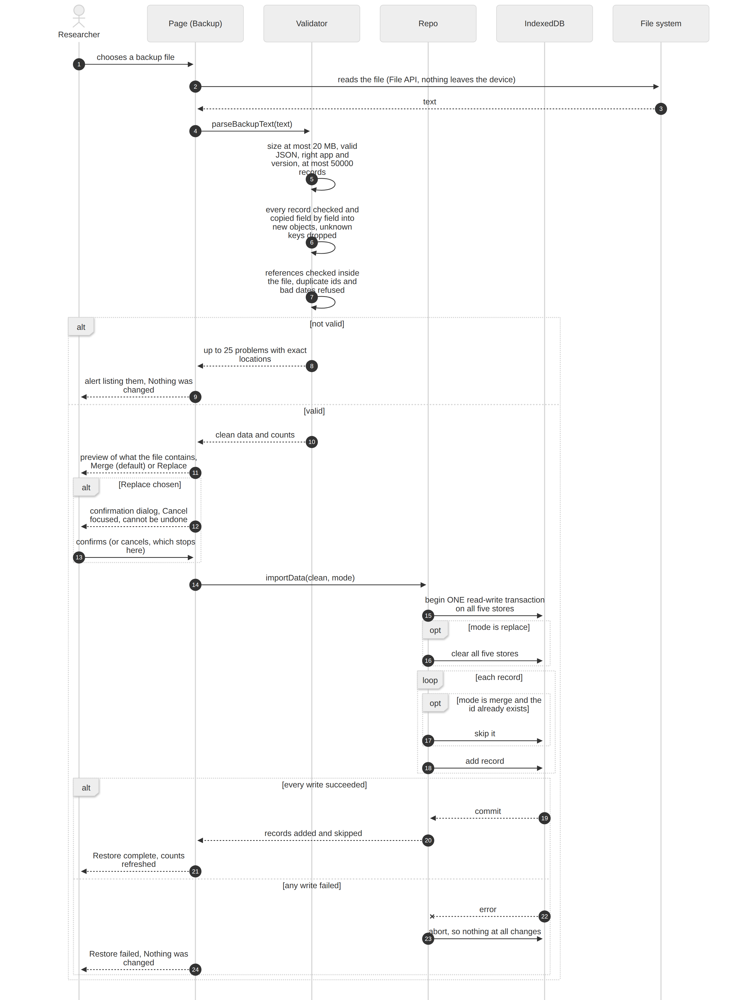 Researcher
Page (Backup)
Validator
Repo
IndexedDB
File system
chooses a backup file
1
reads the file (File API, nothing leaves the device)
2
text
3
parseBackupText(text)
4
size at most 20 MB, valid
JSON, right app and
version, at most 50000
records
5
every record checked and
copied field by field into
new objects, unknown
keys dropped
6
references checked inside
the file, duplicate ids and
bad dates refused
7
alt
[not valid]
up to 25 problems with exact
locations
8
alert listing them, Nothing was
changed
9
[valid]
clean data and counts
10
preview of what the file contains,
Merge (default) or Replace
11
alt
[Replace chosen]
confirmation dialog, Cancel
focused, cannot be undone
12
confirms (or cancels, which stops
here)
13
importData(clean, mode)
14
begin ONE read-write transaction
on all five stores
15
opt
[mode is replace]
clear all five stores
16
loop
[each record]
opt
[mode is merge and the
id already exists]
skip it
17
add record
18
alt
[every write succeeded]
commit
19
records added and skipped
20
Restore complete, counts
refreshed
21
[any write failed]
error
22
abort, so nothing at all changes
23
Restore failed, Nothing was
changed
24